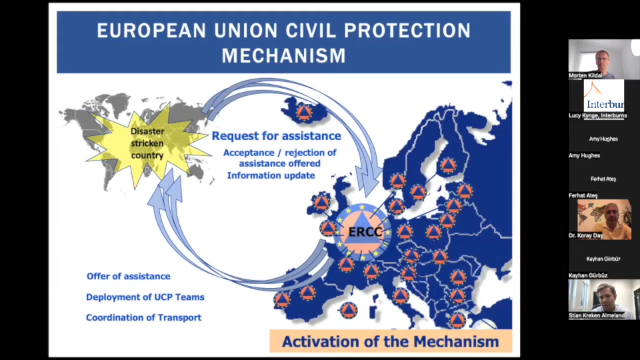 EUROPEAN UNION CIVIL PROTECTION
MECHANISM
Disaster
stricken
country
Request for assistance
Acceptance / rejection of
assistance offered
Information update
ERCC
Offer of assistance
Deployment of UCP Teams
Coordination of Transport
Activation of the Mechanism
Morten Kildal
Interbur
Lucy Kynge, Interburns
Amy Hughes
Amy Hughes
Ferhat Ateş
Ferhat Ateş
Dr. Koray Daş
Kayhan Gürbüz
Kayhan Gürbüz
Stian Kreken Almeland